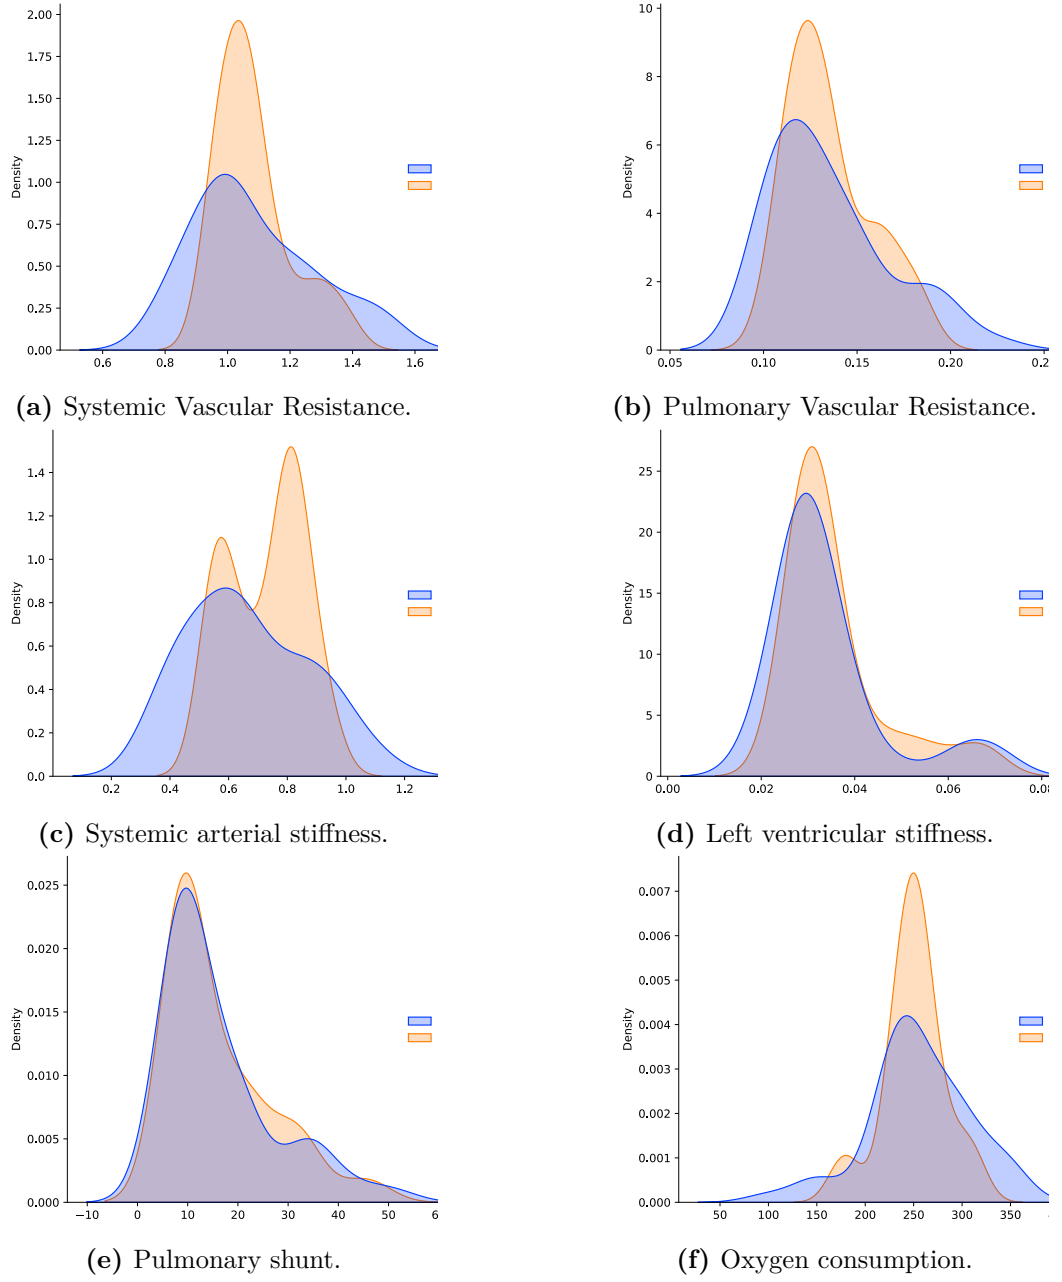 2.00
1.75
1.50
1.25
1.00
0.75
0.50
0.25
0.00
Density
0.6 0.8 1.0 1.2 1.4 1.6
10
8
6
4
2
0
Density
0.05 0.10 0.15 0.20
(a) Systemic Vascular Resistance.
(b) Pulmonary Vascular Resistance.
1.4
1.2
1.0
0.8
0.6
0.4
0.2
0.0
Density
0.2 0.4 0.6 0.8 1.0 1.2
25
20
15
10
5
0
Density
0.00 0.02 0.04 0.06 0.08
(c) Systemic arterial stiffness.
(d) Left ventricular stiffness.
0.025
0.020
0.015
0.010
0.005
0.000
Density
−10 0 10 20 30 40 50
0.007
0.006
0.005
0.004
0.003
0.002
0.001
0.000
Density
50 100 150 200 250 300 350
(e) Pulmonary shunt.
(f) Oxygen consumption.